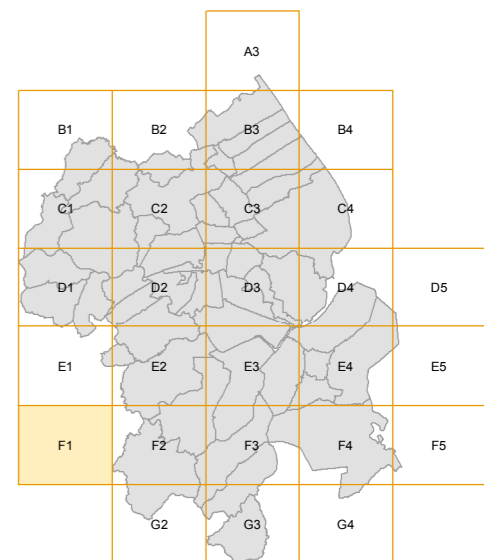 A3
B1 B2 B3 B4
C1 C2 C3 C4
D1 D2 D3 D4 D5
E1 E2 E3 E4 E5
F1 F2 F3 F4 F5
G2 G3 G4